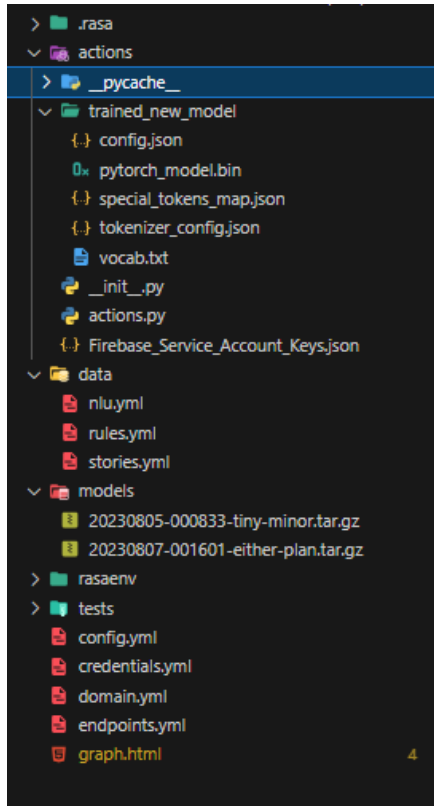 .rasa
actions
__pycache__
trained_new_model
{..} config.json
pytorch_model.bin
{..} special_tokens_map.json
{..} tokenizer_config.json
vocab.txt
__init__.py
actions.py
{..} Firebase_Service_Account_Keys.json
data
nlu.yml
rules.yml
stories.yml
models
20230805-000833-tiny-minor.tar.gz
20230807-001601-either-plan.tar.gz
rasaenv
tests
config.yml
credentials.yml
domain.yml
endpoints.yml
graph.html 4